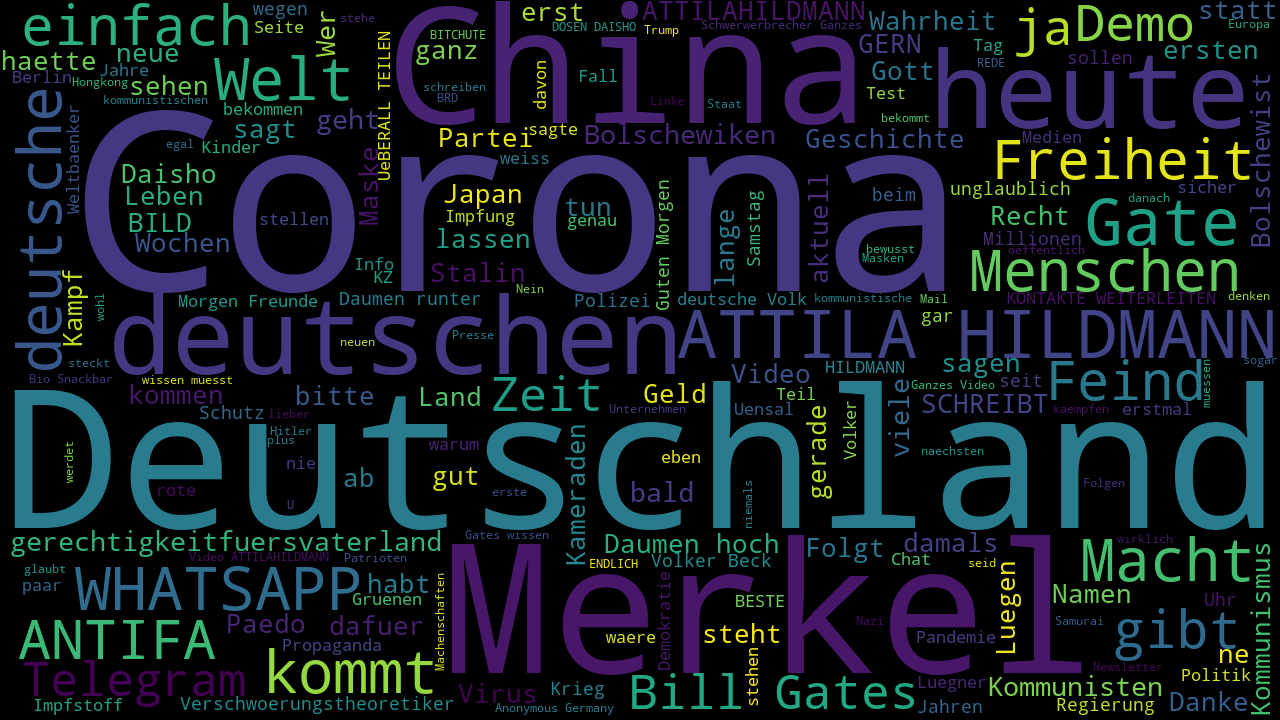 einfach
erst
BITCHUTE
China
ATTILAHILDMANN
DOSEN DAISHO
Trump
Schwerwerbrecher Ganzes
Wahrheit
ja
Demo
statt
Europa
wegen
Seite
stehe
Wer
haette
neue
Welt
ganz
UeBERALL TEILEN
davon
Fall
GERN
Tag
REDE
sollen
ersten
Berlin
Jahre
Hongkong
sehen
kommunistischen
bekommen
schreiben
BRD
Linke
Staat
Gott
Test
heute
deutsche
Weltbaenker
sagt
geht
egal
Kinder
Partei
sagte
Bolschewiken
Geschichte
bekommt
Medien
Freiheit
Bolschewist
Corona
Daisho
Leben
BILD
Wochen
stellen
Maske
weiss
Japan
Impfung
tun
genau
lassen
Guten Morgen
lange
Samstag
aktuell
beim
bewusst
Masken
unglaublich
sicher
danach
Recht
Millionen
oeffentlich
Gate
Menschen
Kampf
wohl
Info
KZ
Stalin
Nein
Morgen Freunde
Daumen runter
Polizei
deutsche Volk
kommunistische
Mail
KONTAKTE WEITERLEITEN
denken
gar
deutschen
neuen
Presse
ATTILA HILDMANN
steckt
Bio Snackbar
wissen muesst
kommen
bitte
Land
Zeit
Geld
Video
HILDMANN
sagen
seit
Feind
muessen
sogar
Schutz
lieber
Hitler
plus
Unternehmen
Teil
Uensal
Ganzes Video
SCHREIBT
kaempfen
erstmal
Deutschland
werdet
rote
nie
U
ab
warum
gut
erste
Kameraden
eben
bald
niemals
gerade
Volker
viele
naechsten
Folgen
gerechtigkeitfuersvaterland
Video ATTILAHILDMANN
Patrioten
Gates wissen
ENDLICH
Daumen hoch
Volker Beck
Folgt
Chat
damals
seid
wirklich
Macht
Kommunismus
glaubt
paar
WHATSAPP
habt
Gruenen
Machenschaften
Merkel
Demokratie
BESTE
Luegen
Namen
Uhr
ANTIFA
Paedo
dafuer
Propaganda
waere
steht
Nazi
Pandemie
Samurai
gibt
ne
Telegram
kommt
Virus
Krieg
Bill
stehen
Gates
Luegner
Jahren
Kommunisten
Newsletter
Politik
Regierung
Danke
Impfstoff
Verschwoerungstheoretiker
Anonymous Germany